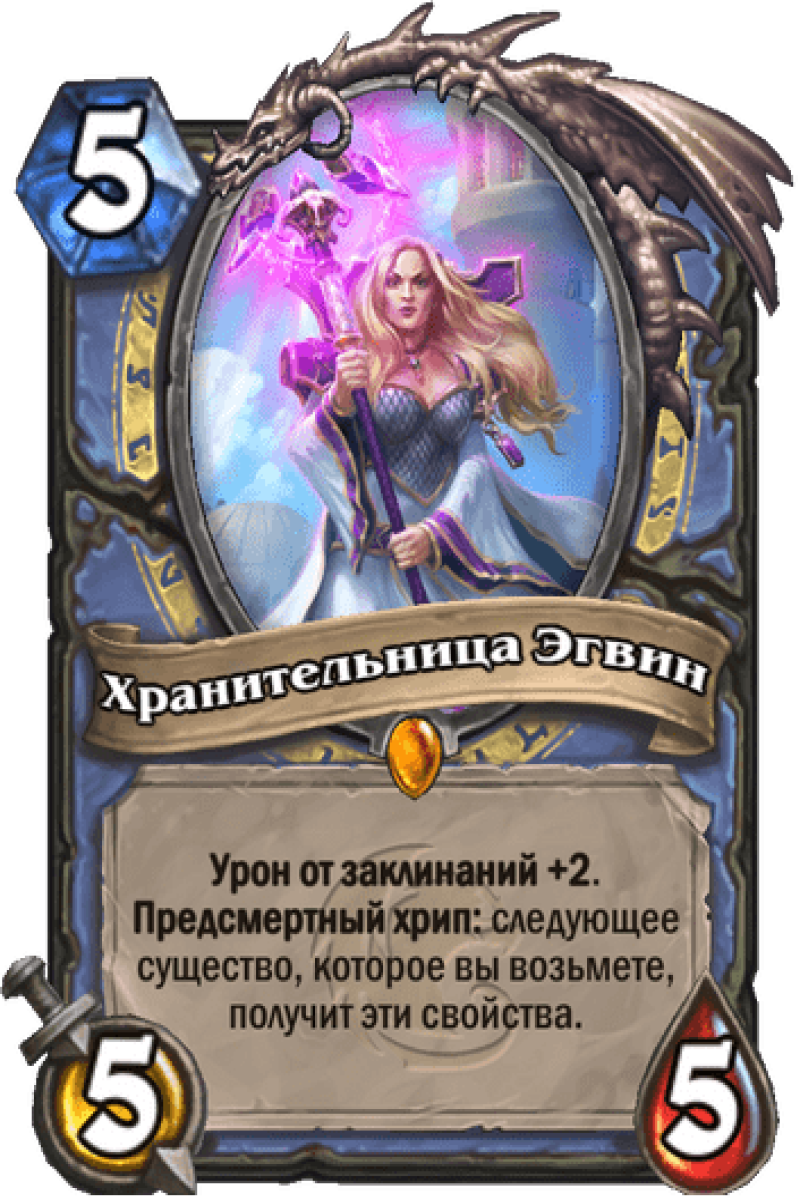 5
Хранительница Эгвин
Урон от заклинаний +2.
Предсмертный хрип: следующее
существо, которое вы возьмете,
получит эти свойства.
5
5